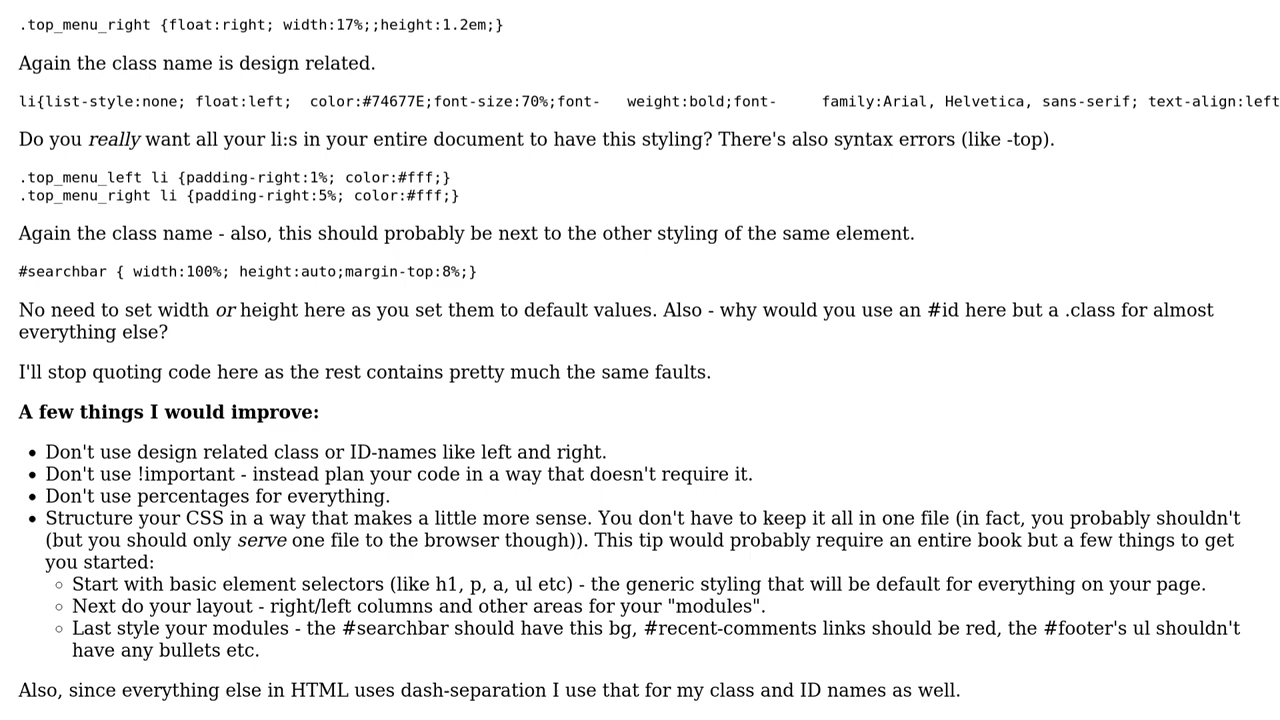 .top_menu_right {float:right; width:17%;;height:1.2em;}
Again the class name is design related.
li{list-style:none; float:left;  color:#74677E;font-size:70%;font-   weight:bold;font-     family:Arial, Helvetica, sans-serif; text-align:left
Do you really want all your li:s in your entire document to have this styling? There's also syntax errors (like -top).
.top_menu_left li {padding-right:1%; color:#fff;}
.top_menu_right li {padding-right:5%; color:#fff;}
Again the class name - also, this should probably be next to the other styling of the same element.
#searchbar { width:100%; height:auto;margin-top:8%;}
No need to set width or height here as you set them to default values. Also - why would you use an #id here but a .class for almost
everything else?
I'll stop quoting code here as the rest contains pretty much the same faults.
A few things I would improve:
• Don't use design related class or ID-names like left and right.
• Don't use !important - instead plan your code in a way that doesn't require it.
• Don't use percentages for everything.
• Structure your CSS in a way that makes a little more sense. You don't have to keep it all in one file (in fact, you probably shouldn't
(but you should only serve one file to the browser though)). This tip would probably require an entire book but a few things to get
you started:
◦ Start with basic element selectors (like h1, p, a, ul etc) - the generic styling that will be default for everything on your page.
◦ Next do your layout - right/left columns and other areas for your "modules".
◦ Last style your modules - the #searchbar should have this bg, #recent-comments links should be red, the #footer's ul shouldn't
have any bullets etc.
Also, since everything else in HTML uses dash-separation I use that for my class and ID names as well.